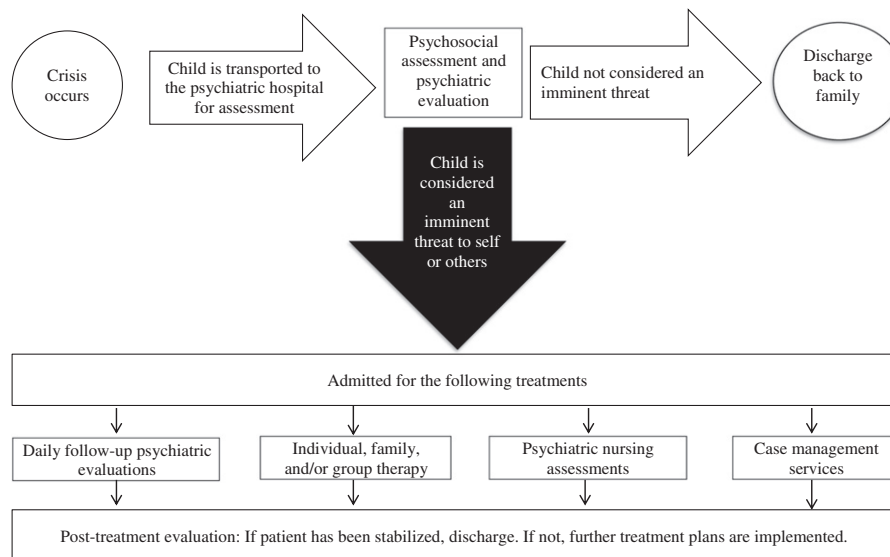 Crisis
occurs
Child is transported to
the psychiatric hospital
for assessment
Psychosocial
assessment and
psychiatric
evaluation
Child not considered an
imminent threat
Discharge
back to
family
Child is
considered
an
imminent
threat to self
or others
Admitted for the following treatments
Daily follow-up psychiatric
evaluations
Individual, family,
and/or group therapy
Psychiatric nursing
assessments
Case management
services
Post-treatment evaluation: If patient has been stabilized, discharge. If not, further treatment plans are implemented.